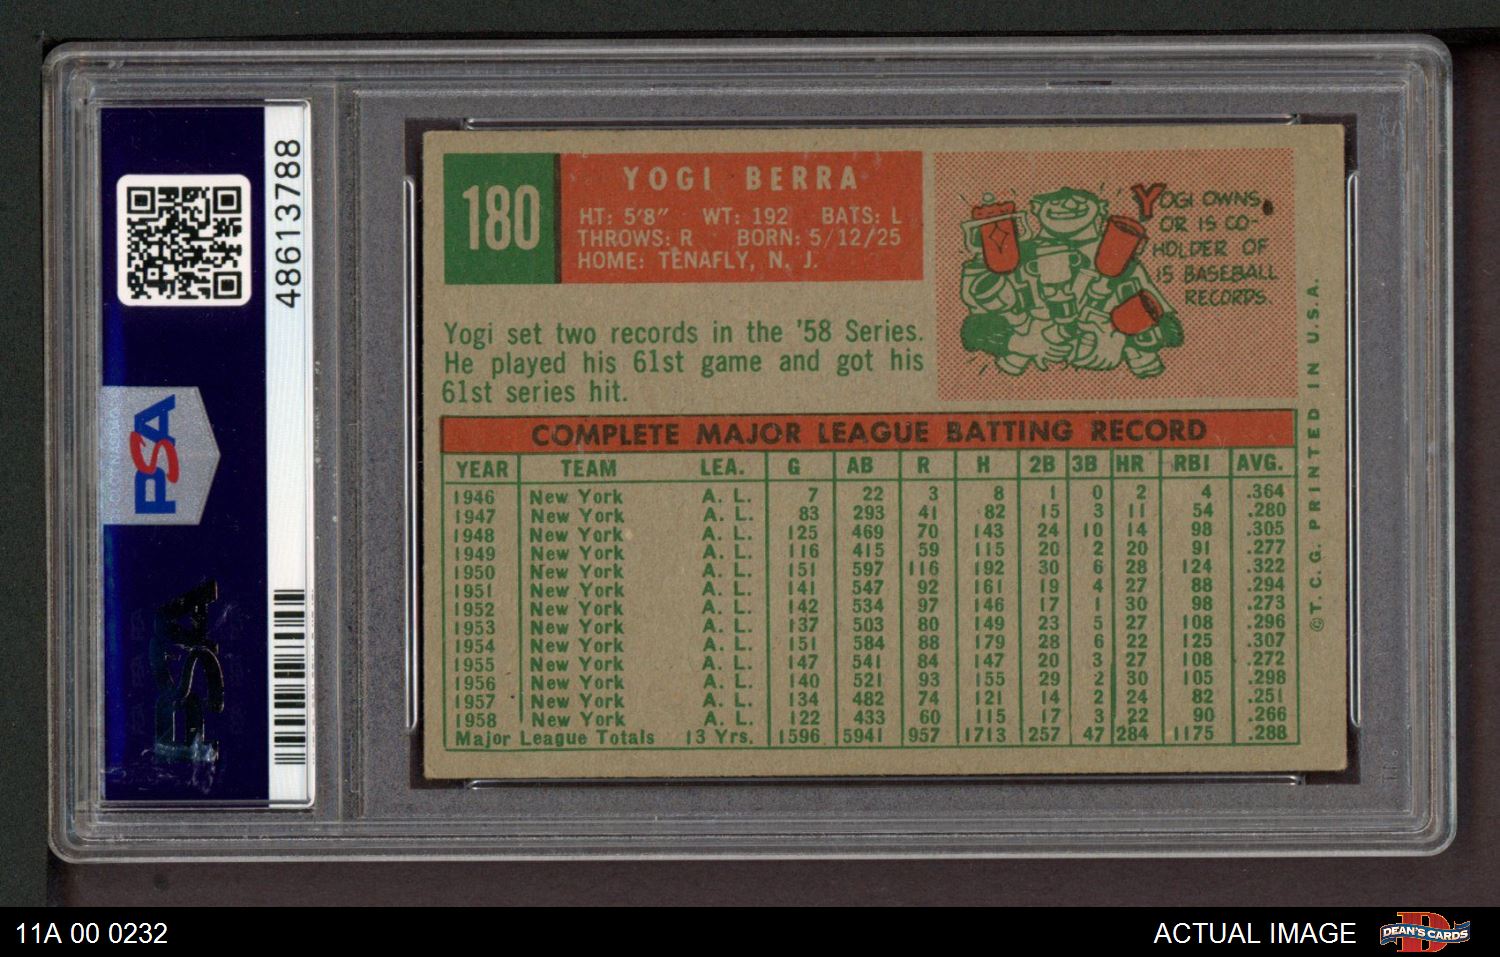 48613788
PSA
PSA
180
YOGI BERRA
HT: 5'8" WT: 192 BATS: L
THROWS: R BORN: 5/12/25
HOME: TENAFLY, N. J.
YOGI OWNS
OR IS CO-
HOLDER OF
15 BASEBALL
RECORDS.
Yogi set two records in the '58 Series.
He played his 61st game and got his
61st series hit.
COMPLETE MAJOR LEAGUE BATTING RECORD
YEAR TEAM LEA. G AB R H 2B 3B HR RBI AVG.
1946 New York A. L. 7 22 3 8 1 0 2 4 .364
1947 New York A. L. 83 293 41 82 15 3 11 54 .280
1948 New York A. L. 125 469 70 143 24 10 14 98 .305
1949 New York A. L. 116 415 59 115 20 2 20 91 .277
1950 New York A. L. 151 597 116 192 30 6 28 124 .322
1951 New York A. L. 141 547 92 161 19 4 27 88 .294
1952 New York A. L. 142 534 97 146 17 1 30 98 .273
1953 New York A. L. 137 503 80 149 23 5 27 108 .296
1954 New York A. L. 151 584 88 179 28 6 22 125 .307
1955 New York A. L. 147 541 84 147 20 3 27 108 .272
1956 New York A. L. 140 521 93 155 29 2 30 105 .298
1957 New York A. L. 134 482 74 121 14 2 24 82 .251
1958 New York A. L. 122 433 60 115 17 3 22 90 .266
Major League Totals 13 Yrs. 1596 5941 957 1713 257 47 284 1175 .288
©T. C. G. PRINTED IN U.S.A.
11A 00 0232
ACTUAL IMAGE
D
DEAN'S CARDS